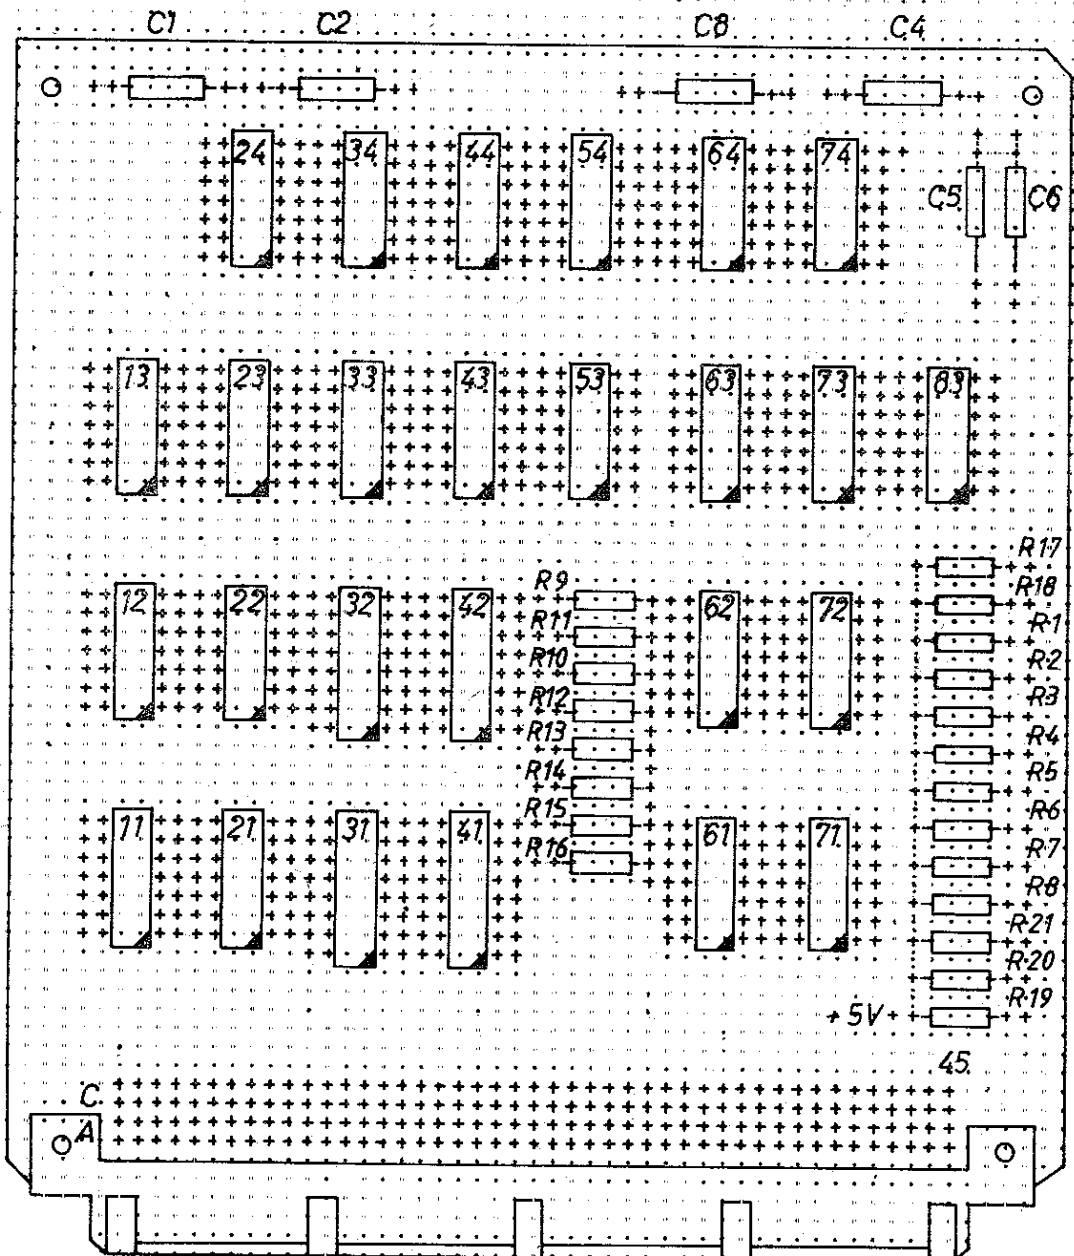 C1 C2 C8 C4
24 34 44 54 64 74
C5 C6
13 23 33 43 53 63 73 83
R17
R18
R1
R2
R3
R4
R5
R6
R7
R8
R21
R20
R19
R9
R11
R10
R12
R13
R14
R15
R16
12 22 32 42 62 72
11 21 31 41 61 71
+5V
45
C
A